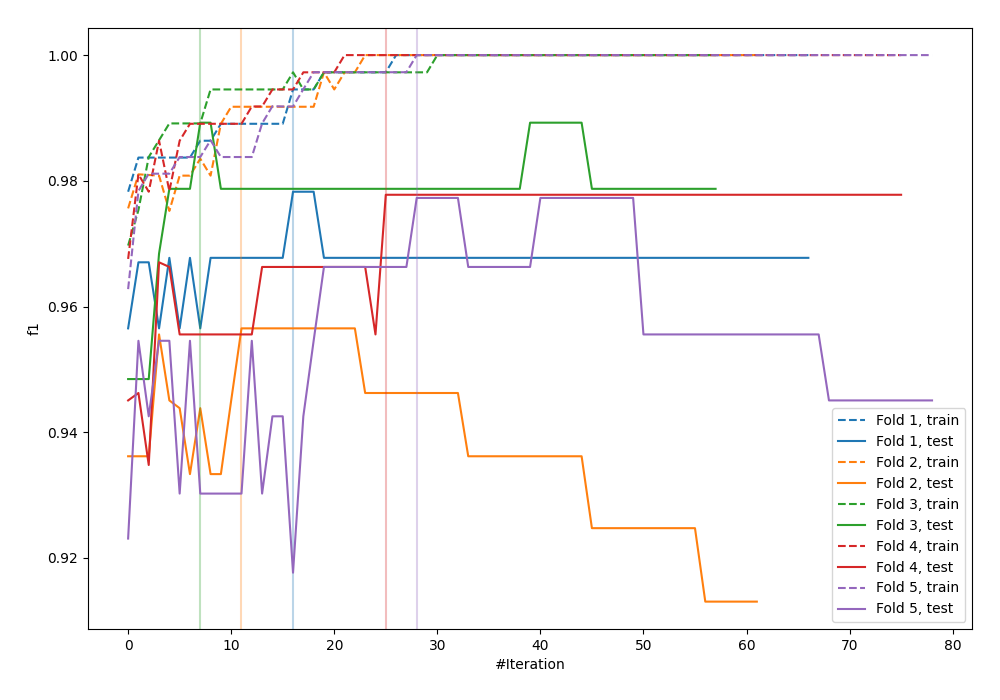 1.00
0.98
0.96
0.94
0.92
f1
0 10 20 30 40 50 60 70 80
#Iteration
Fold 1, train
Fold 1, test
Fold 2, train
Fold 2, test
Fold 3, train
Fold 3, test
Fold 4, train
Fold 4, test
Fold 5, train
Fold 5, test